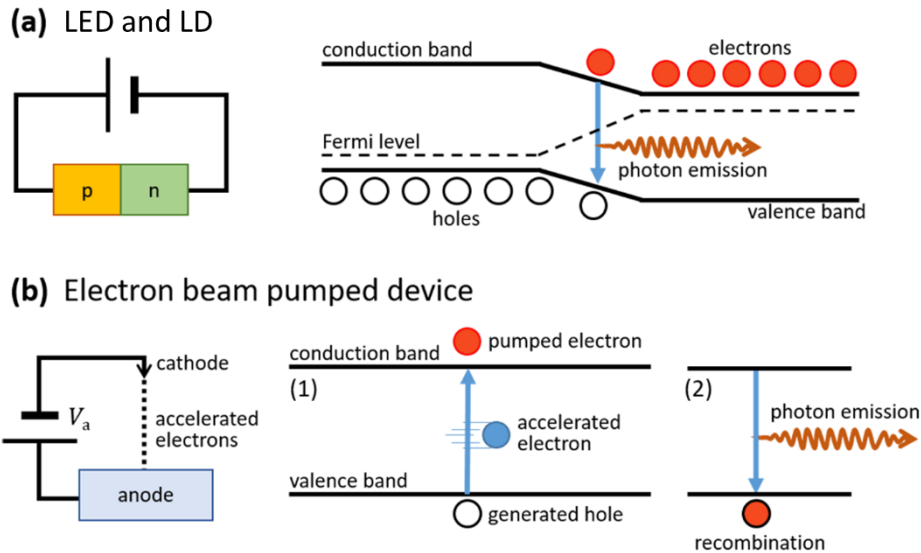 (a) LED and LD
p
n
conduction band
electrons
Fermi level
photon emission
holes
valence band
(b) Electron beam pumped device
cathode
Va
accelerated
electrons
anode
conduction band
pumped electron
(1)
accelerated
electron
valence band
generated hole
(2)
photon emission
recombination